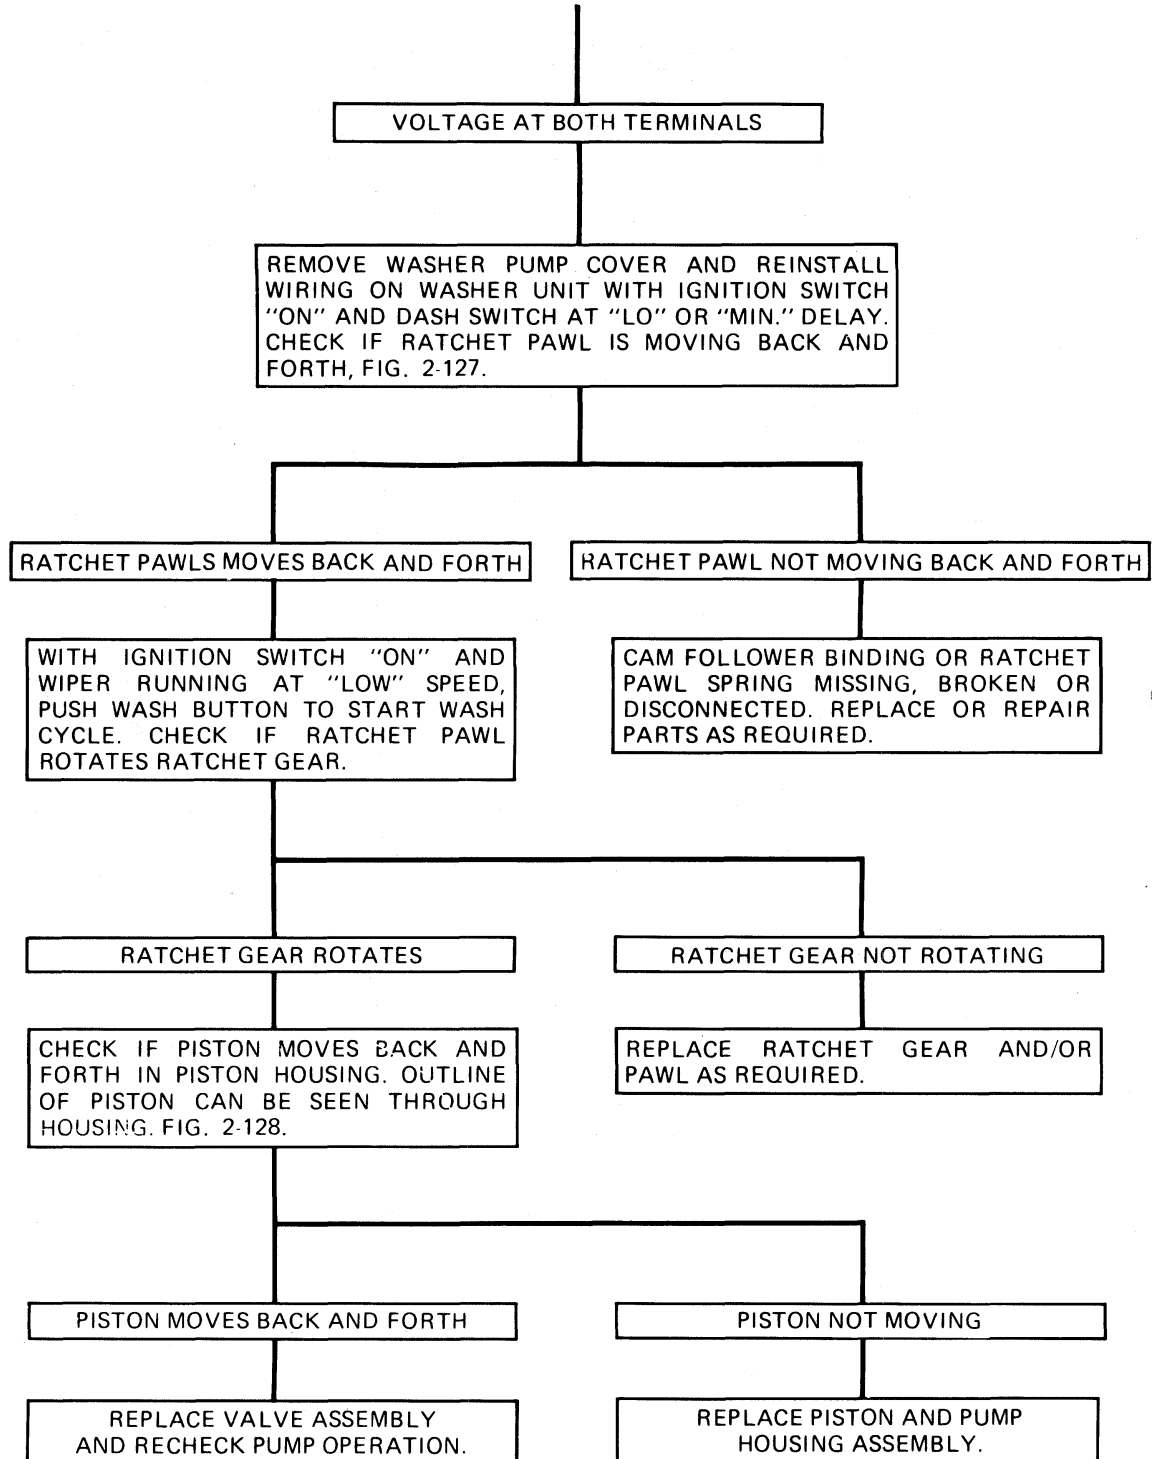 VOLTAGE AT BOTH TERMINALS
REMOVE WASHER PUMP COVER AND REINSTALL
WIRING ON WASHER UNIT WITH IGNITION SWITCH
"ON" AND DASH SWITCH AT "LO" OR "MIN." DELAY.
CHECK IF RATCHET PAWL IS MOVING BACK AND
FORTH, FIG. 2-127.
RATCHET PAWLS MOVES BACK AND FORTH
RATCHET PAWL NOT MOVING BACK AND FORTH
WITH IGNITION SWITCH "ON" AND
WIPER RUNNING AT "LOW" SPEED,
PUSH WASH BUTTON TO START WASH
CYCLE. CHECK IF RATCHET PAWL
ROTATES RATCHET GEAR.
CAM FOLLOWER BINDING OR RATCHET
PAWL SPRING MISSING, BROKEN OR
DISCONNECTED. REPLACE OR REPAIR
PARTS AS REQUIRED.
RATCHET GEAR ROTATES
RATCHET GEAR NOT ROTATING
CHECK IF PISTON MOVES BACK AND
FORTH IN PISTON HOUSING. OUTLINE
OF PISTON CAN BE SEEN THROUGH
HOUSING. FIG. 2-128.
REPLACE RATCHET GEAR AND/OR
PAWL AS REQUIRED.
PISTON MOVES BACK AND FORTH
PISTON NOT MOVING
REPLACE VALVE ASSEMBLY
AND RECHECK PUMP OPERATION.
REPLACE PISTON AND PUMP
HOUSING ASSEMBLY.